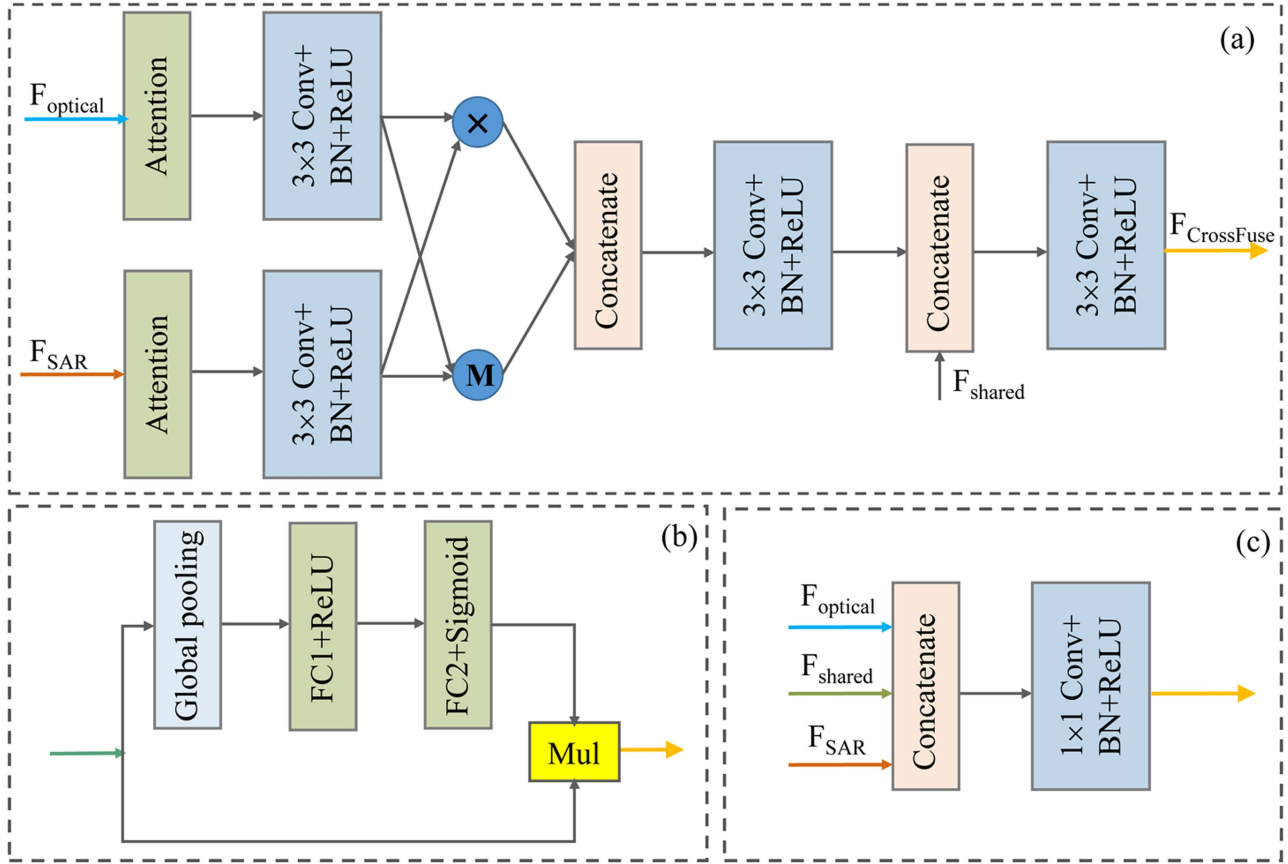 (a)
F_optical
Attention
3×3 Conv+
BN+ReLU
×
F_SAR
Attention
3×3 Conv+
BN+ReLU
M
Concatenate
3×3 Conv+
BN+ReLU
Concatenate
F_shared
3×3 Conv+
BN+ReLU
F_CrossFuse
(b)
Global pooling
FC1+ReLU
FC2+Sigmoid
Mul
(c)
F_optical
F_shared
F_SAR
Concatenate
1×1 Conv+
BN+ReLU